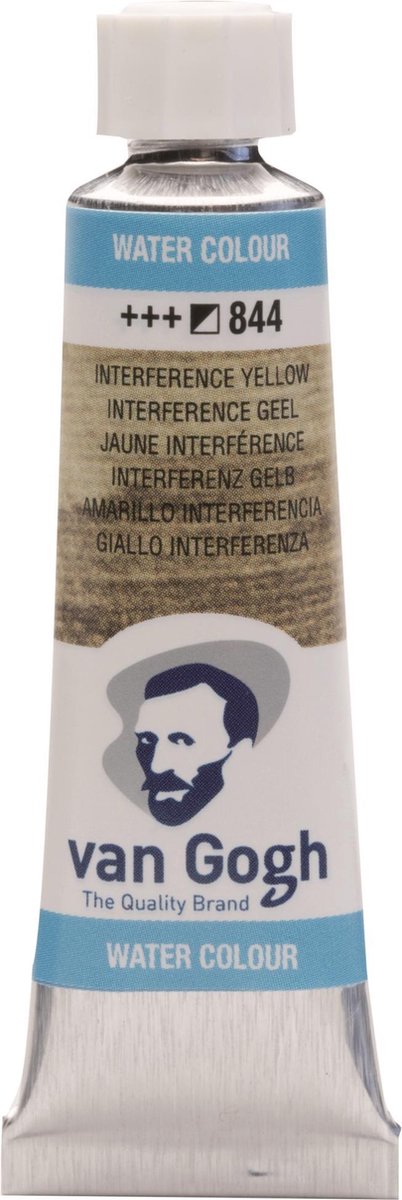 WATER COLOUR
+++ 844
INTERFERENCE YELLOW
INTERFERENCE GEEL
JAUNE INTERFÉRENCE
INTERFERENZ GELB
AMARILLO INTERFERENCIA
GIALLO INTERFERENZA
van Gogh
The Quality Brand
WATER COLOUR